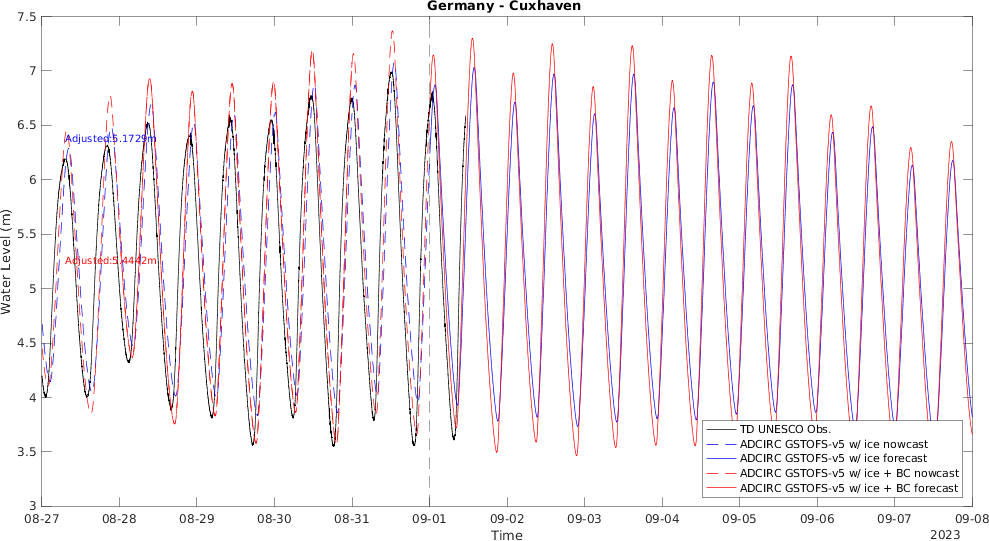 Germany - Cuxhaven
7.5
7
6.5
6
5.5
5
4.5
4
3.5
3
Water Level (m)
Adjusted:5.1729m
Adjusted:5.4442m
TD UNESCO Obs.
ADCIRC GSTOFS-v5 w/ ice nowcast
ADCIRC GSTOFS-v5 w/ ice forecast
ADCIRC GSTOFS-v5 w/ ice + BC nowcast
ADCIRC GSTOFS-v5 w/ ice + BC forecast
08-27 08-28 08-29 08-30 08-31 09-01 09-02 09-03 09-04 09-05 09-06 09-07 09-08
Time
2023